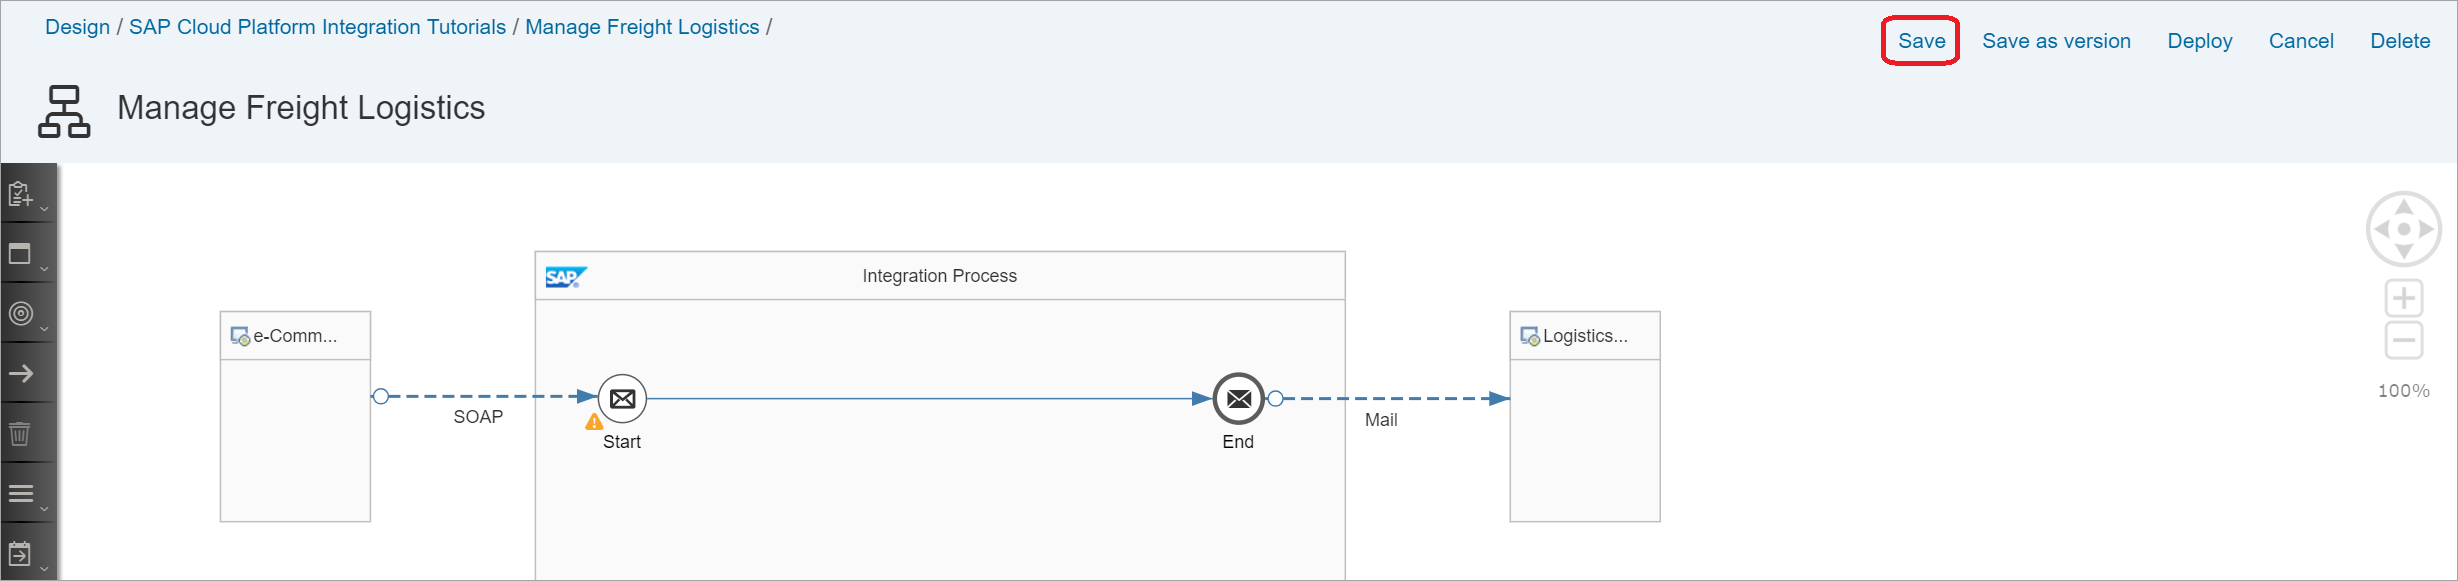 Design / SAP Cloud Platform Integration Tutorials / Manage Freight Logistics /
Save Save as version Deploy Cancel Delete
Manage Freight Logistics
SAP Integration Process
e-Comm...
Logistics...
SOAP
Start
End
Mail
100%